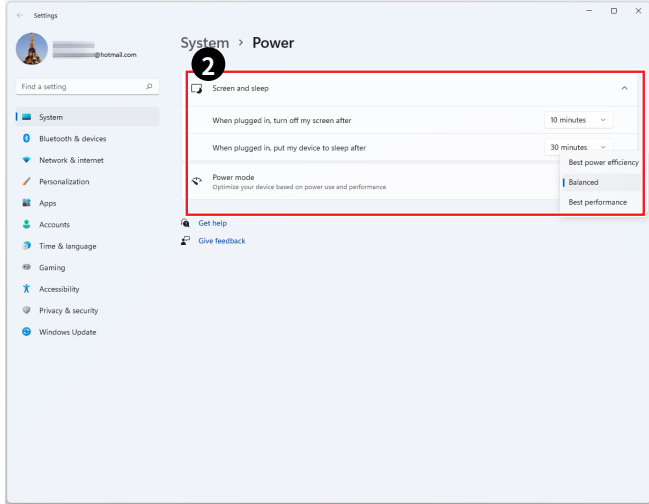 Settings
@hotmail.com
System > Power
2
Find a setting
Screen and sleep
System
When plugged in, turn off my screen after
10 minutes
Bluetooth & devices
When plugged in, put my device to sleep after
30 minutes
Network & internet
Best power efficiency
Personalization
Power mode
Balanced
Optimize your device based on power use and performance
Apps
Best performance
Accounts
Get help
Time & language
Give feedback
Gaming
Accessibility
Privacy & security
Windows Update